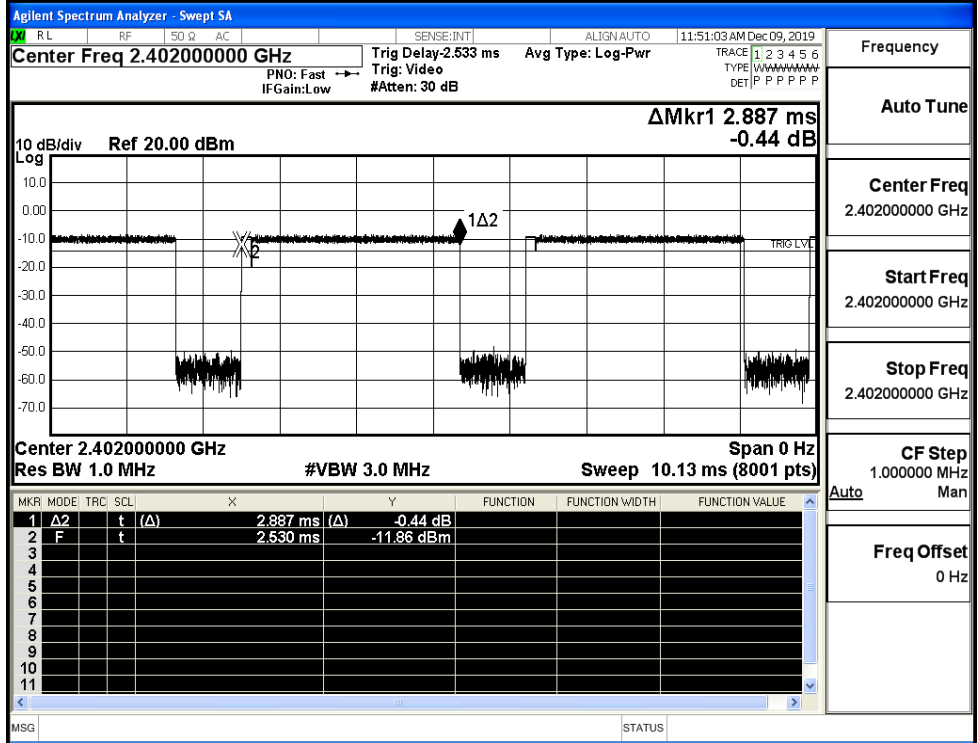 Agilent Spectrum Analyzer - Swept SA
LXI RL RF 50 Ω AC SENSE:INT ALIGN AUTO 11:51:03 AM Dec 09, 2019
Center Freq 2.402000000 GHz
PNO: Fast
IFGain:Low
Trig Delay-2.533 ms
Trig: Video
#Atten: 30 dB
Avg Type: Log-Pwr
TRACE 1 2 3 4 5 6
TYPE WWWWWW
DET P P P P P P
Frequency
ΔMkr1 2.887 ms
-0.44 dB
10 dB/div Ref 20.00 dBm
Log
10.0
0.00
-10.0
-20.0
-30.0
-40.0
-50.0
-60.0
-70.0
1Δ2
2
TRIG LVL
Center 2.402000000 GHz Span 0 Hz
Res BW 1.0 MHz #VBW 3.0 MHz Sweep 10.13 ms (8001 pts)
MKR MODE TRC SCL X Y FUNCTION FUNCTION WIDTH FUNCTION VALUE
1 Δ2 t (Δ) 2.887 ms (Δ) -0.44 dB
2 F t 2.530 ms -11.86 dBm
3
4
5
6
7
8
9
10
11
MSG STATUS
Auto Tune
Center Freq
2.402000000 GHz
Start Freq
2.402000000 GHz
Stop Freq
2.402000000 GHz
CF Step
1.000000 MHz
Auto Man
Freq Offset
0 Hz